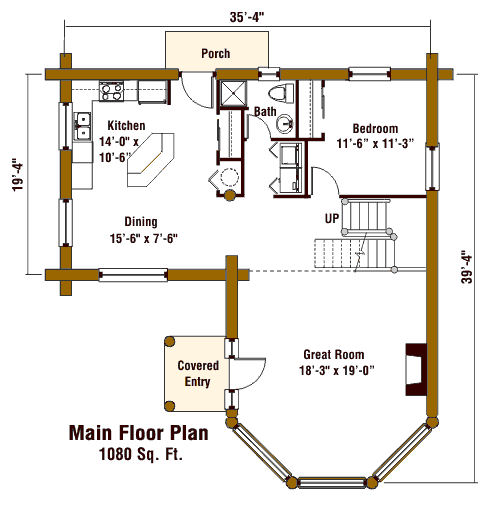 35'-4"
Porch
Bath
Kitchen
14'-0" x
10'-6"
Bedroom
11'-6" x 11'-3"
19'-4"
UP
Dining
15'-6" x 7'-6"
39'-4"
Great Room
18'-3" x 19'-0"
Covered
Entry
Main Floor Plan
1080 Sq. Ft.